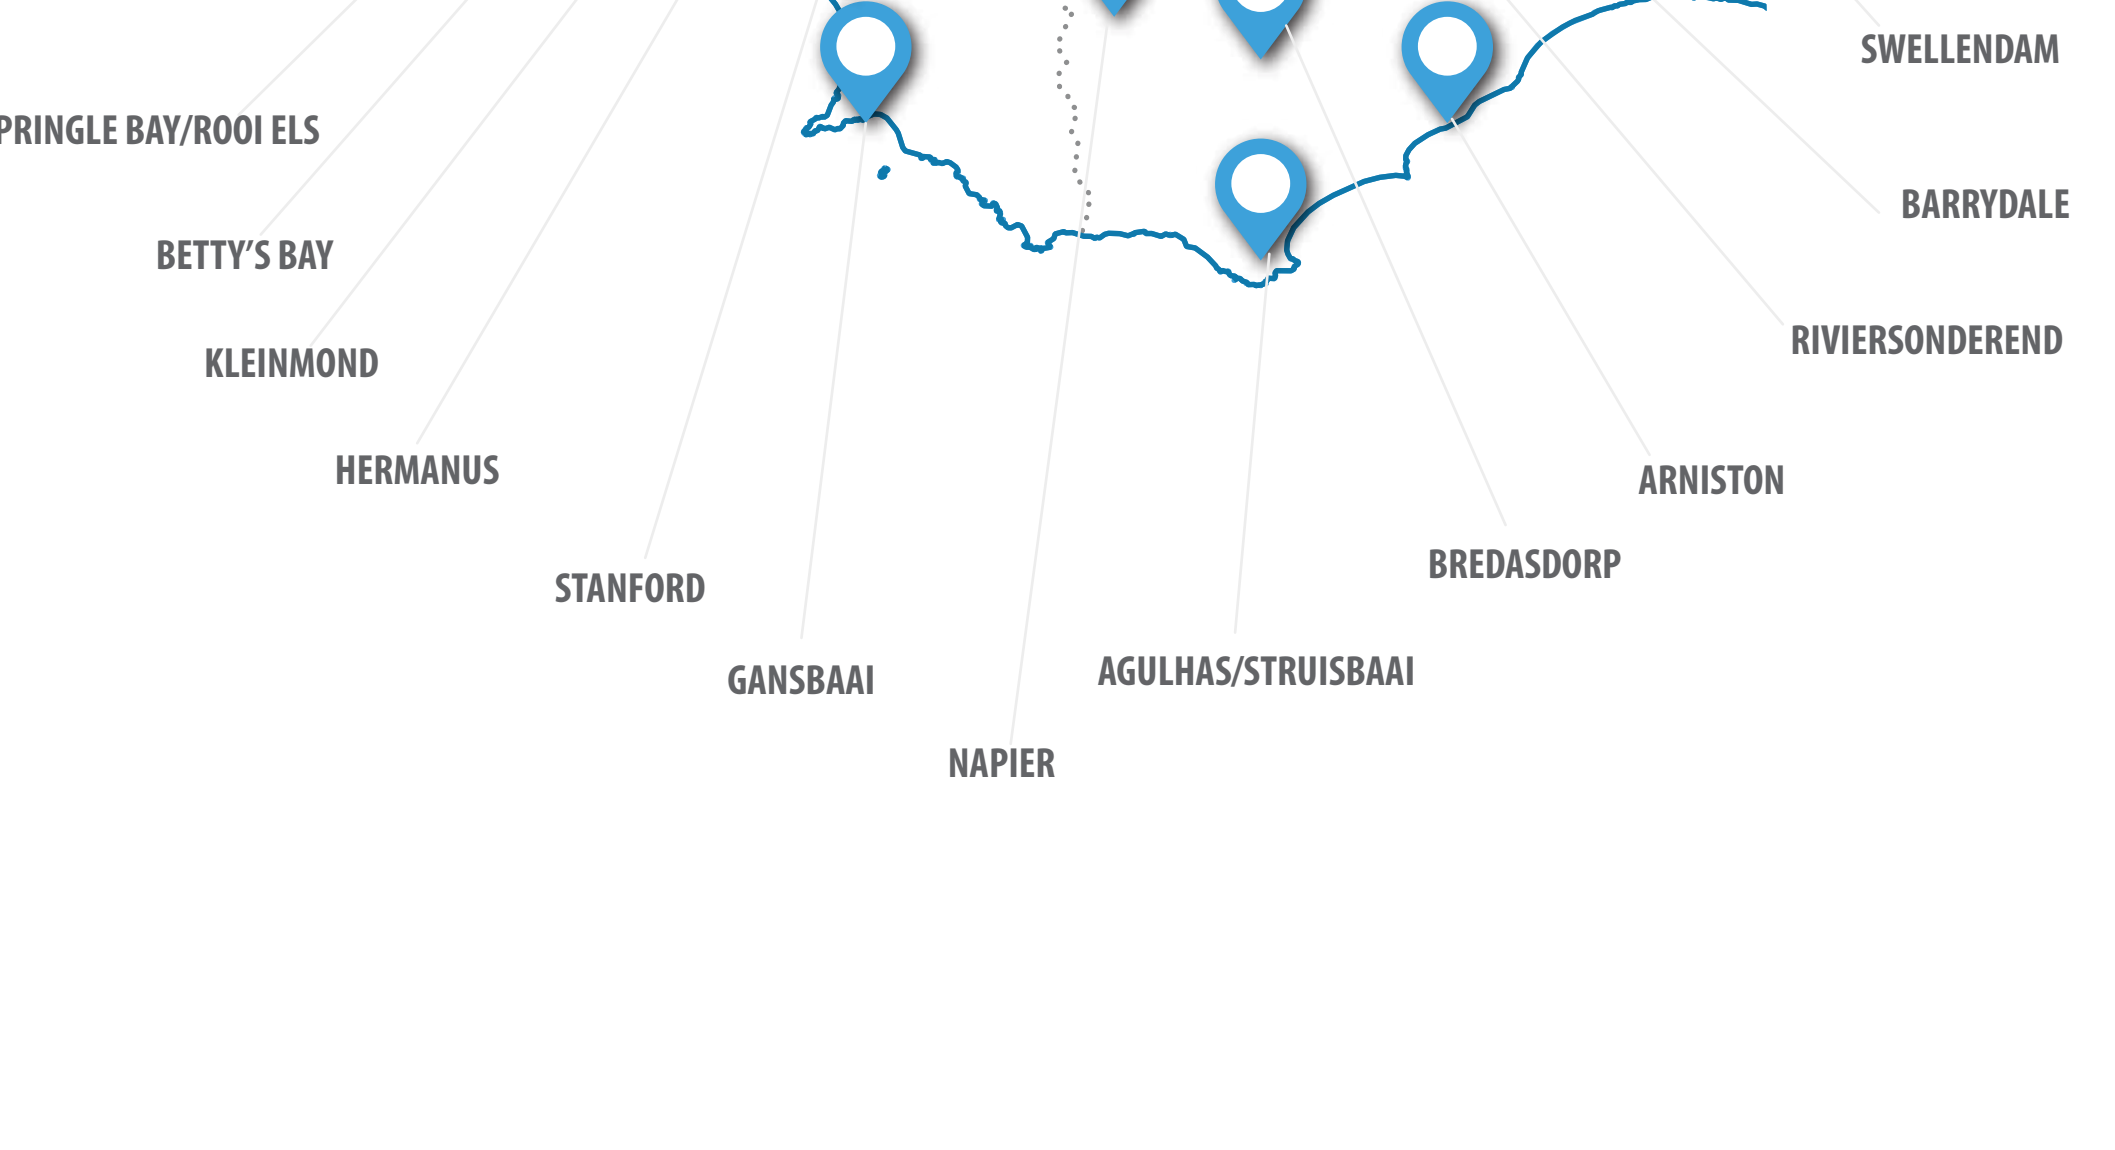 SWELLENDAM
PRINGLE BAY/ROOI ELS
BARRYDALE
BETTY'S BAY
RIVIERSONDEREND
KLEINMOND
HERMANUS
ARNISTON
BREDASDORP
STANFORD
AGULHAS/STRUISBAAI
GANSBAAI
NAPIER